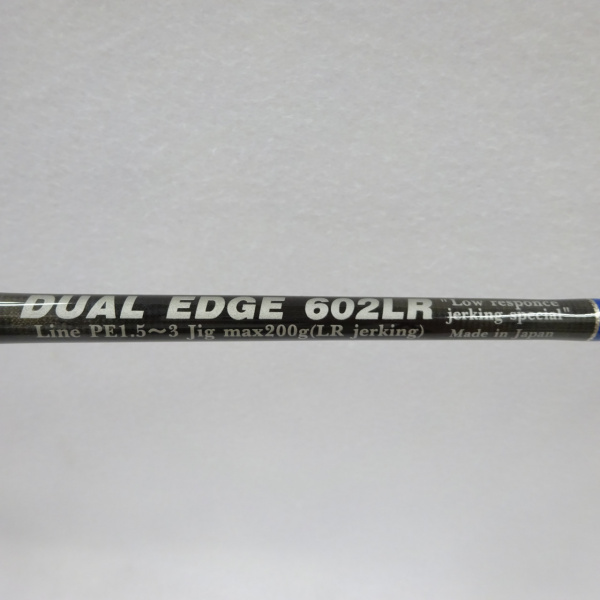 DUAL EDGE 602LR
Line PE1.5～3 Jig max200g(LR jerking)
"Low responce
jerking special"
Made in Japan